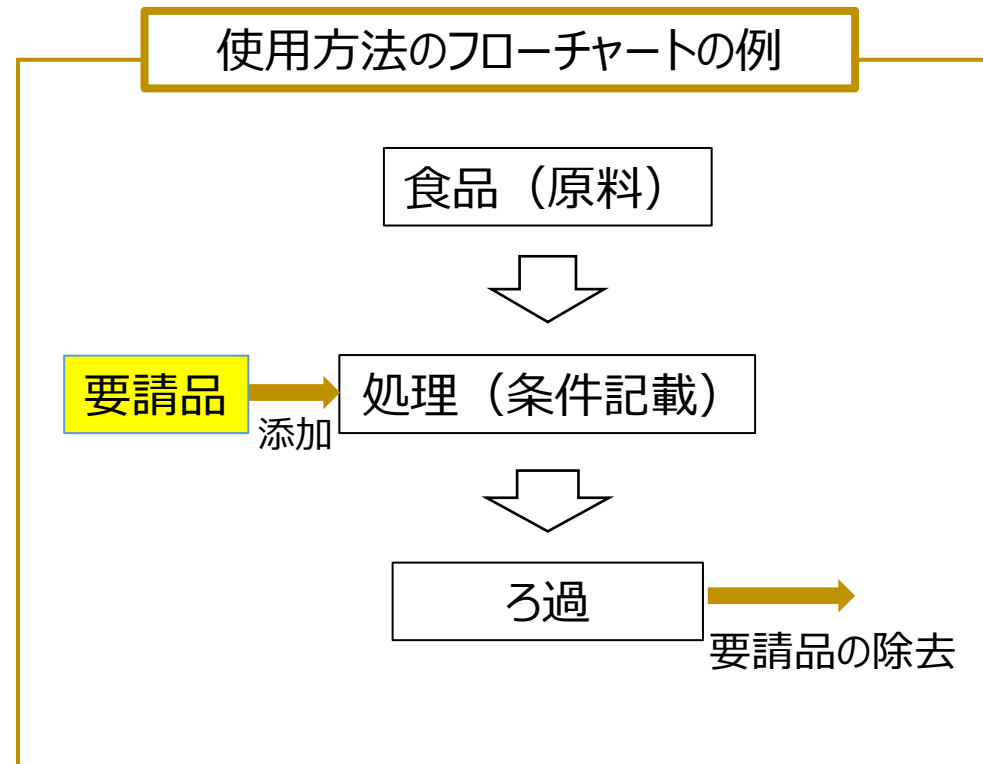 使用方法のフローチャートの例
食品（原料）
要請品
添加
処理（条件記載）
ろ過
要請品の除去